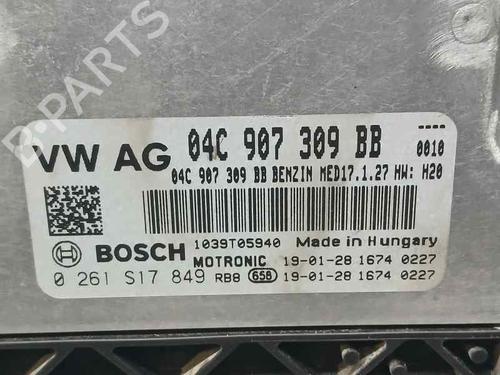 B-PARTS
VW AG 04C 907 309 BB 0010
04C 907 309 BB BENZIN MED17.1.27 HW: H20
BOSCH 1039T05940 Made in Hungary
MOTRONIC 19-01-28 1674 0227
0 261 S17 849 RB8 658 19-01-28 1674 0227